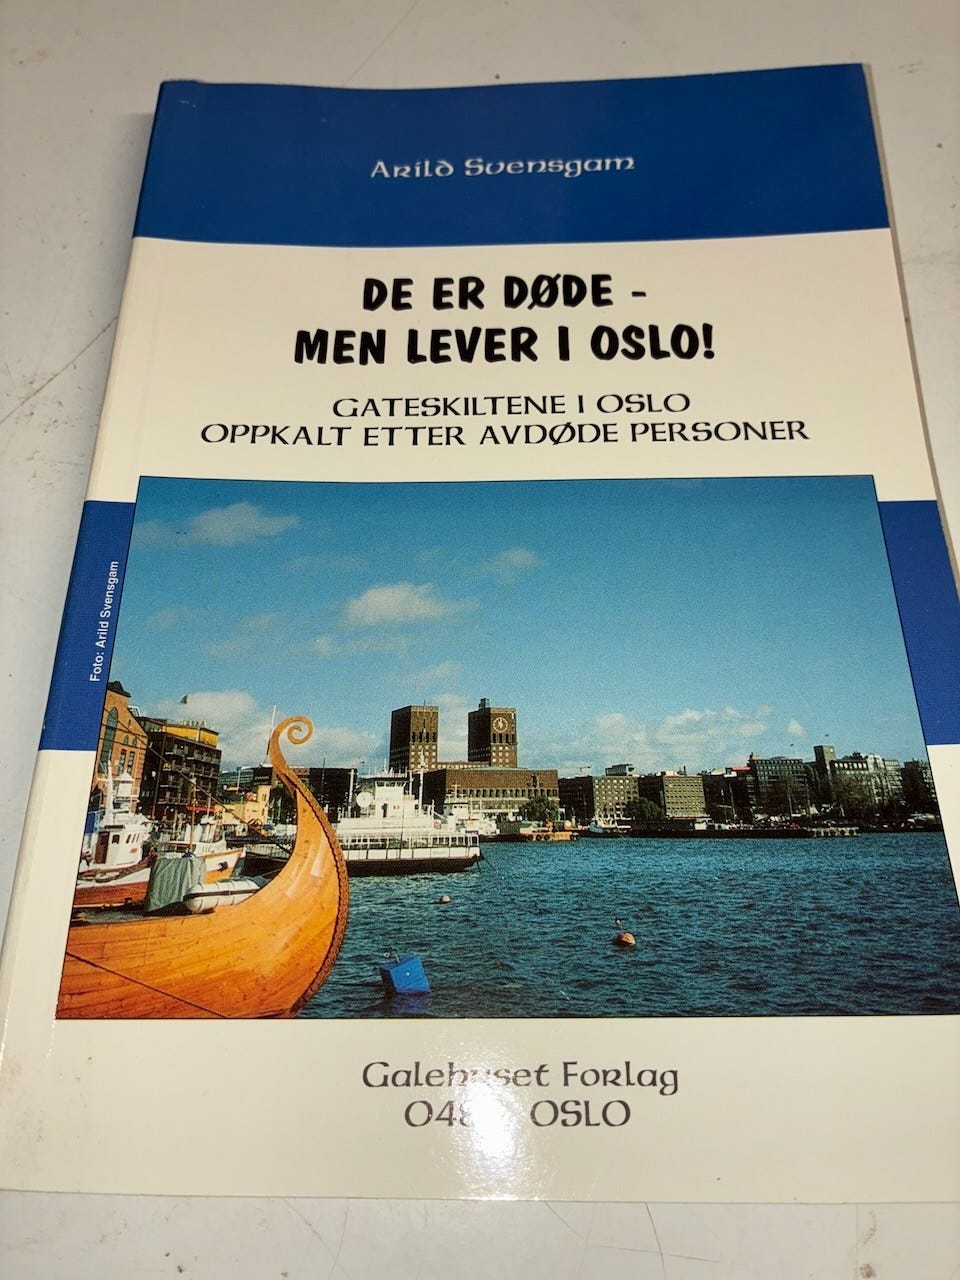 Arild Svensgam
DE ER DØDE -
MEN LEVER I OSLO!
GATESKILTENE I OSLO
OPPKALT ETTER AVDØDE PERSONER
Foto: Arild Svensgam
Galehuset Forlag
OSLO